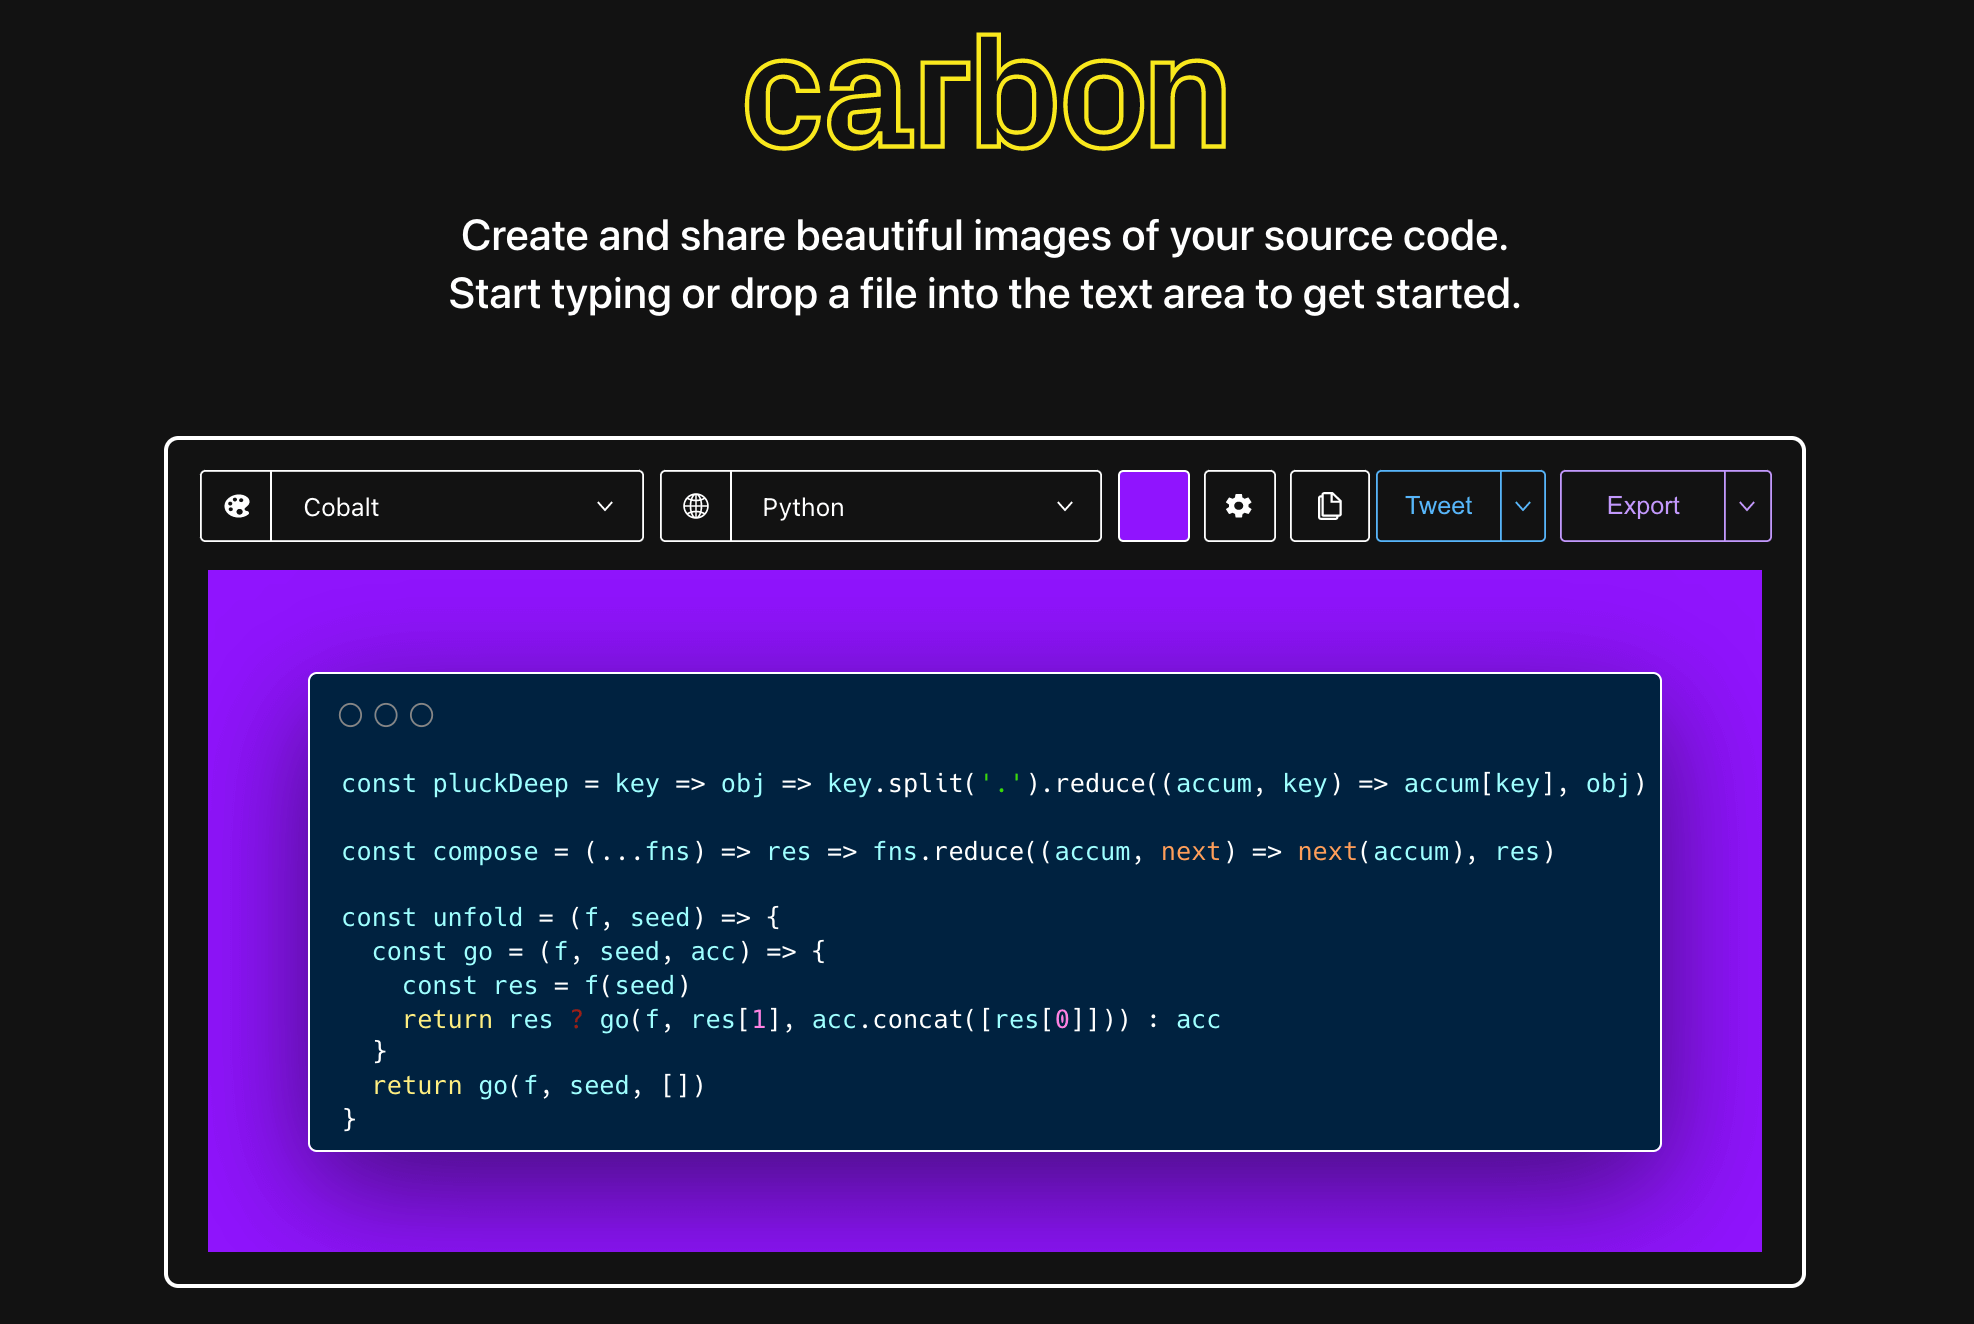 carbon
Create and share beautiful images of your source code.
Start typing or drop a file into the text area to get started.
Cobalt
Python
Tweet
Export
const pluckDeep = key => obj => key.split('.').reduce((accum, key) => accum[key], obj)
const compose = (...fns) => res => fns.reduce((accum, next) => next(accum), res)
const unfold = (f, seed) => {
  const go = (f, seed, acc) => {
    const res = f(seed)
    return res ? go(f, res[1], acc.concat([res[0]])) : acc
  }
  return go(f, seed, [])
}